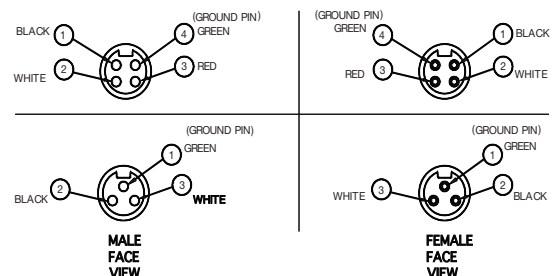 (GROUND PIN)
BLACK 1 4 GREEN
WHITE 2 3 RED
(GROUND PIN)
GREEN 4 1 BLACK
RED 3 2 WHITE
(GROUND PIN)
1 GREEN
BLACK 2 3 WHITE
MALE
FACE
VIEW
(GROUND PIN)
1 GREEN
WHITE 3 2 BLACK
FEMALE
FACE
VIEW